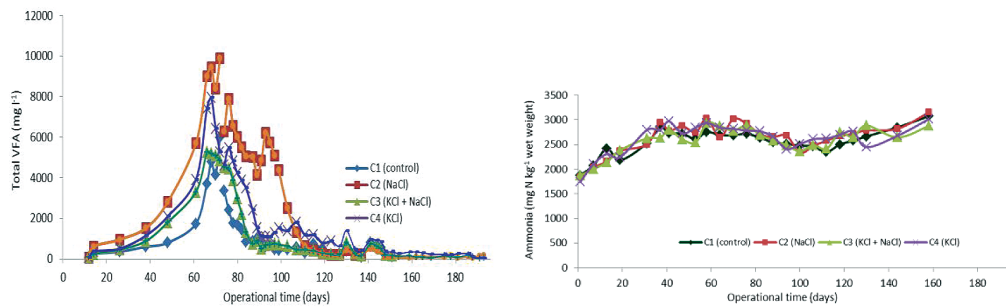 Total VFA (mg l⁻¹)
12000
10000
8000
6000
4000
2000
0
0 20 40 60 80 100 120 140 160 180
Operational time (days)
C1 (control)
C2 (NaCl)
C3 (KCl + NaCl)
C4 (KCl)
Ammonia (mg N kg⁻¹ wet weight)
3500
3000
2500
2000
1500
1000
500
0
C1 (control) C2 (NaCl) C3 (KCl + NaCl) C4 (KCl)
0 20 40 60 80 100 120 140 160 180
Operational time (days)